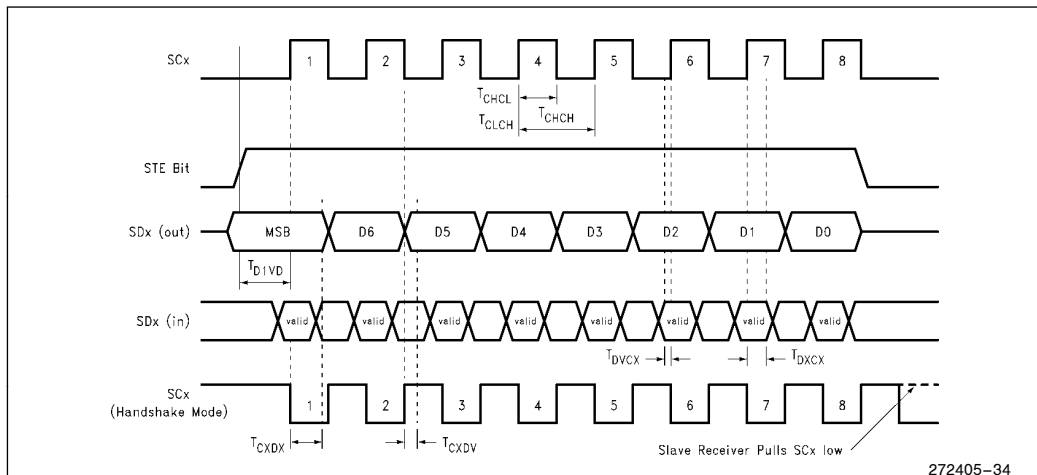 SCx
1 2 3 4 5 6 7 8
TCHCL
TCLCH TCHCH
STE Bit
SDx (out)
MSB D6 D5 D4 D3 D2 D1 D0
TD1VD
SDx (in)
valid valid valid valid valid valid valid valid
TDVCX TDXCX
SCx
(Handshake Mode)
1 2 3 4 5 6 7 8
TCXDX TCXDV
Slave Receiver Pulls SCx low
272405-34